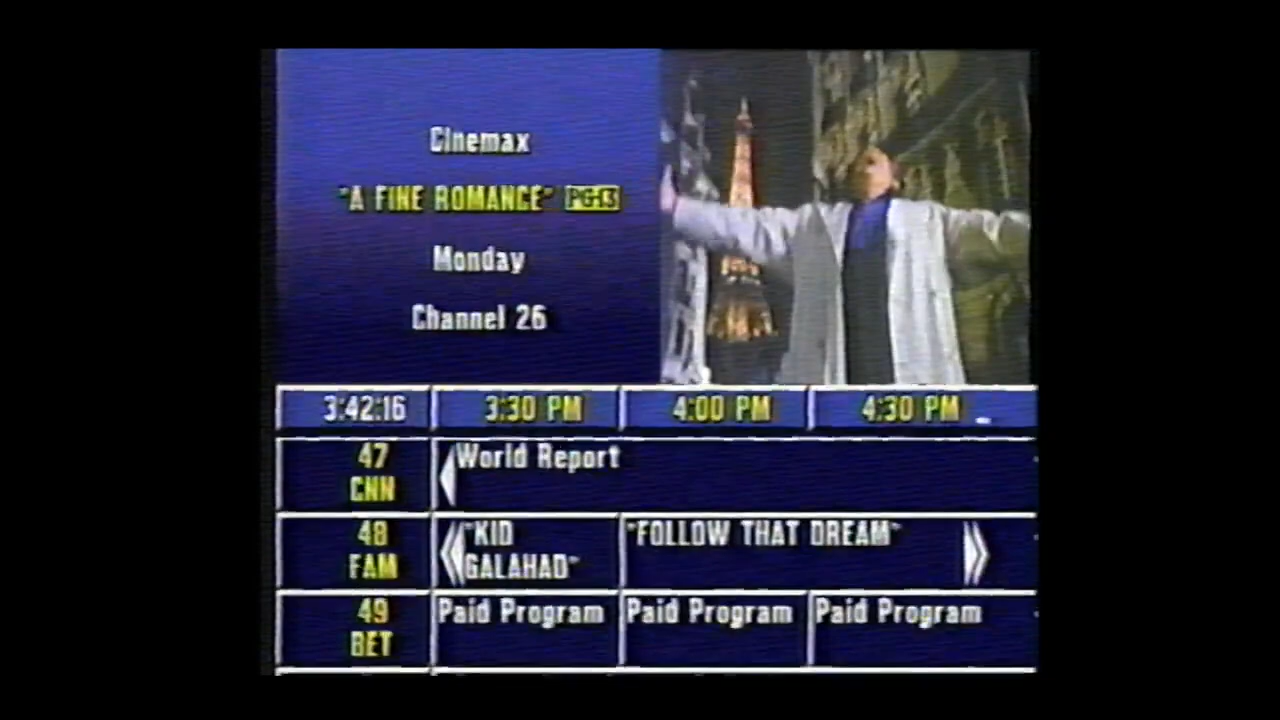 Cinemax
"A FINE ROMANCE" PG-13
Monday
Channel 26
3:42:16 3:30 PM 4:00 PM 4:30 PM
47 CNN World Report
48 FAM "KID GALAHAD" "FOLLOW THAT DREAM"
49 BET Paid Program Paid Program Paid Program